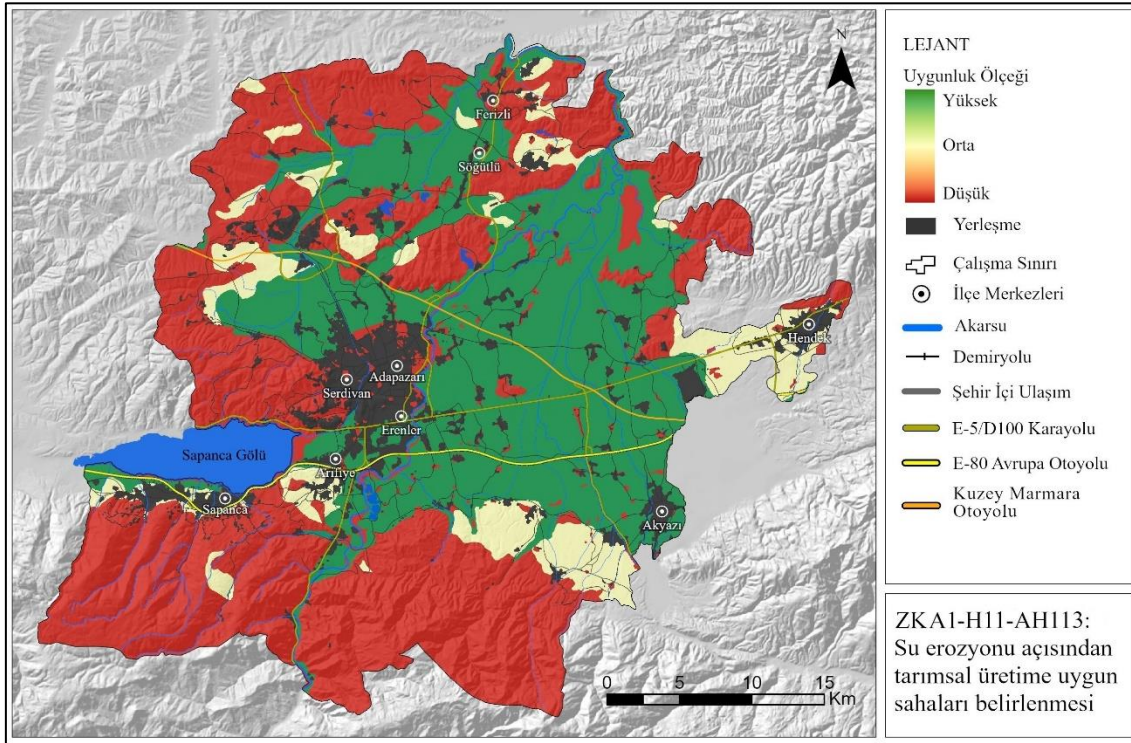 N
Ferizli
Söğütlü
Hendek
Adapazarı
Serdivan
Erenler
Sapanca Gölü
Arifiye
Sapanca
Akyazı
0 5 10 15
Km
LEJANT
Uygunluk Ölçeği
Yüksek
Orta
Düşük
Yerleşme
Çalışma Sınırı
İlçe Merkezleri
Akarsu
Demiryolu
Şehir İçi Ulaşım
E-5/D100 Karayolu
E-80 Avrupa Otoyolu
Kuzey Marmara
Otoyolu
ZKA1-H11-AH113:
Su erozyonu açısından
tarımsal üretime uygun
sahaları belirlenmesi